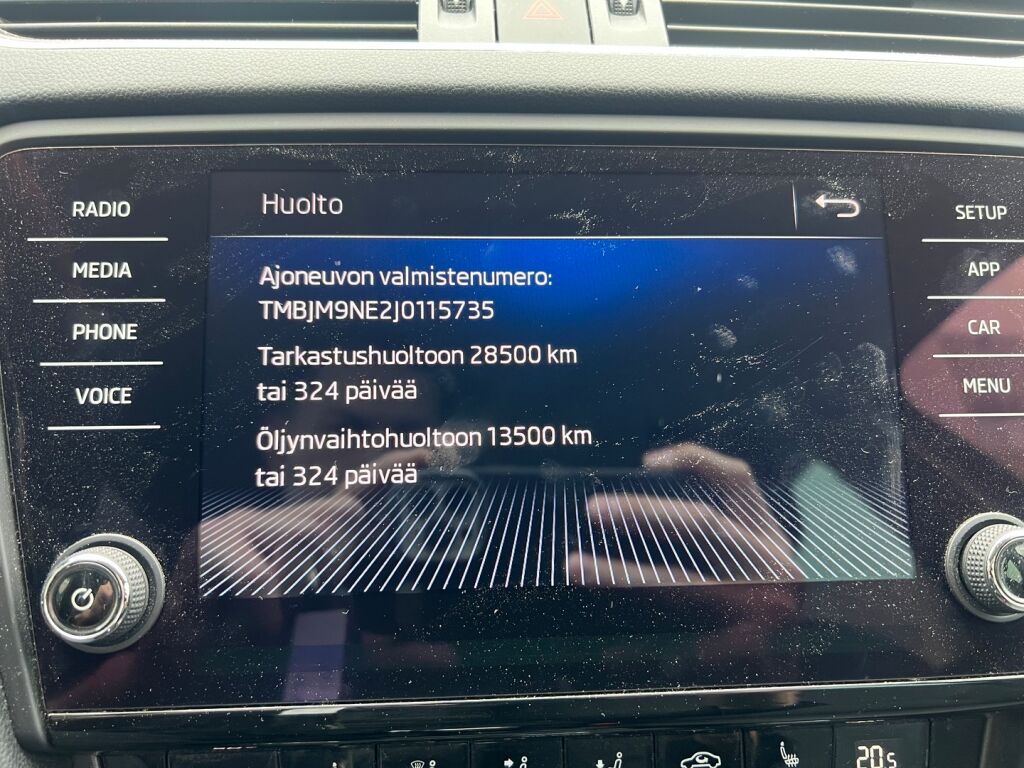 Huolto
RADIO
MEDIA
PHONE
VOICE
Ajoneuvon valmistenumero:
TMBJM9NE2J0115735
Tarkastushuoltoon 28500 km
tai 324 päivää
Öljynvaihtohuoltoon 13500 km
tai 324 päivää
SETUP
APP
CAR
MENU
20.5